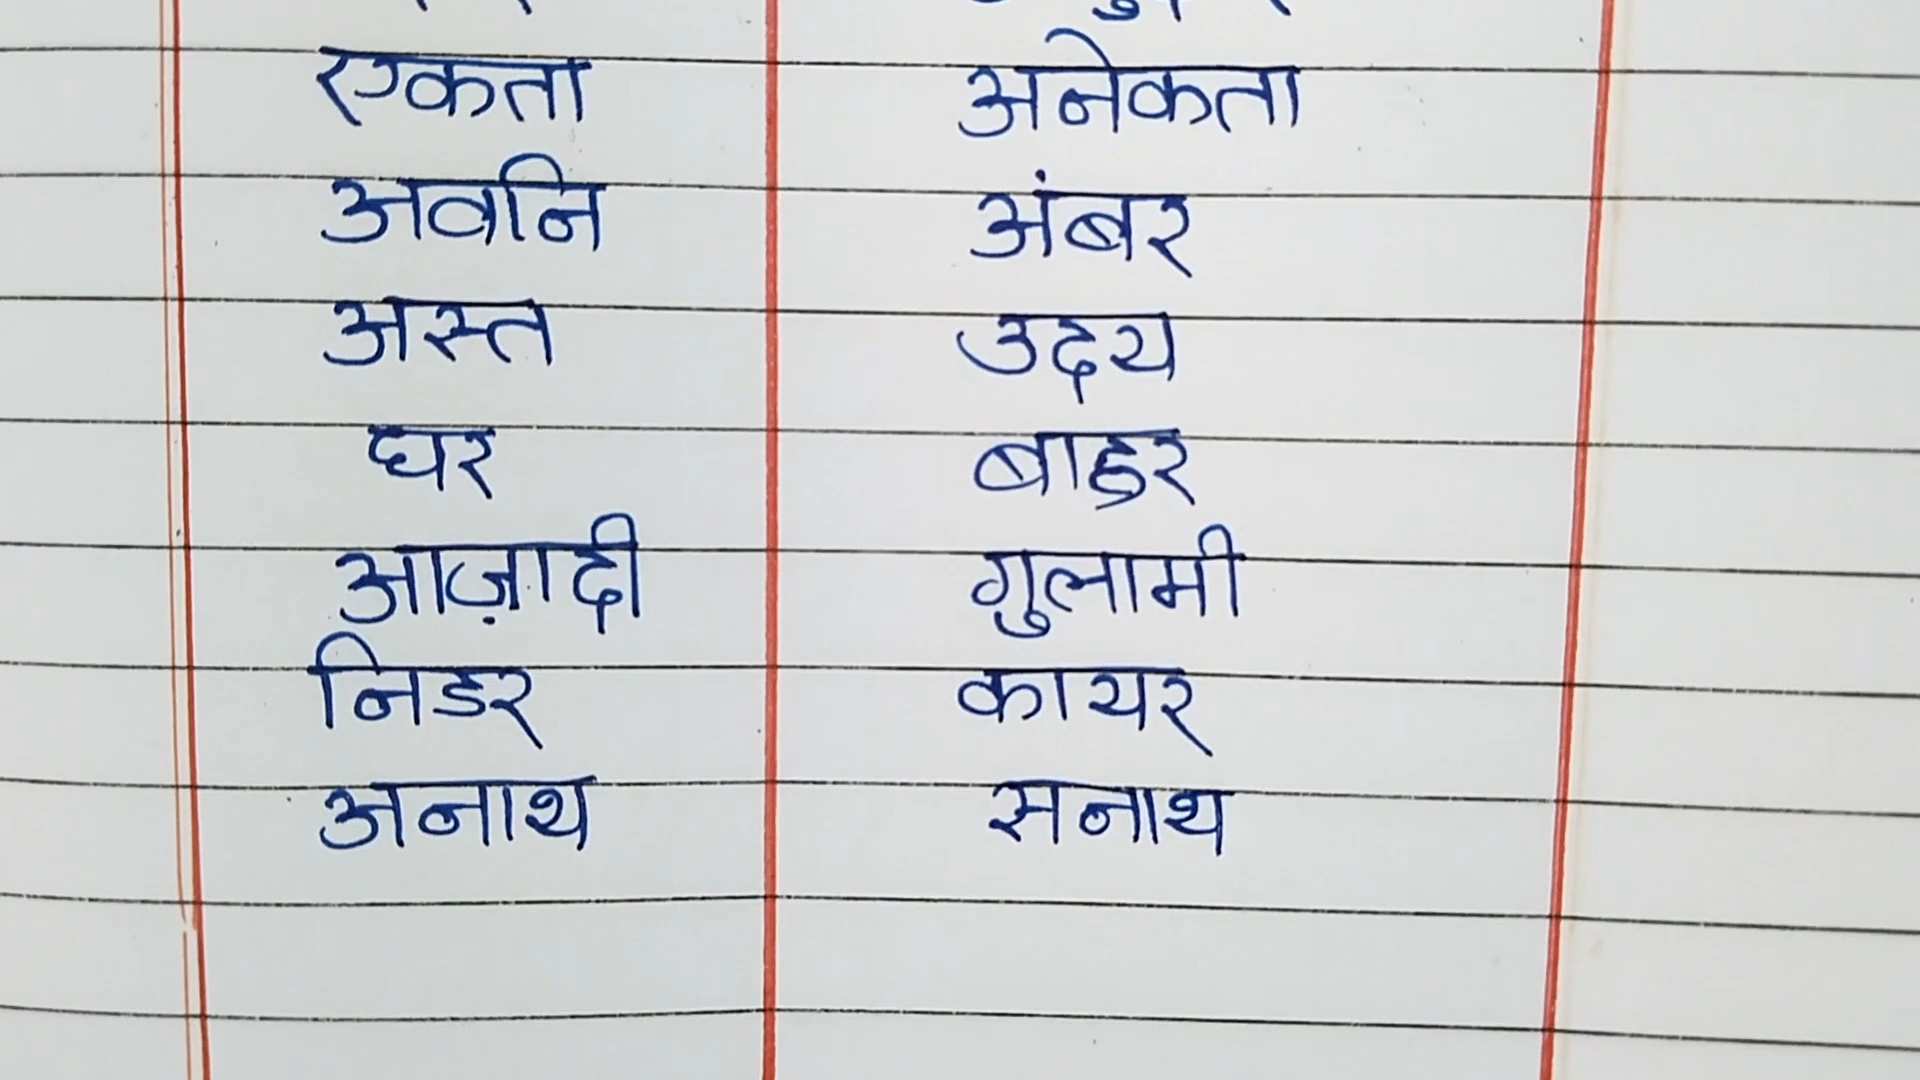 एकता अनेकता
अवनि अंबर
अस्त उदय
घर बाहर
आज़ादी गुलामी
निडर कायर
अनाथ सनाथ